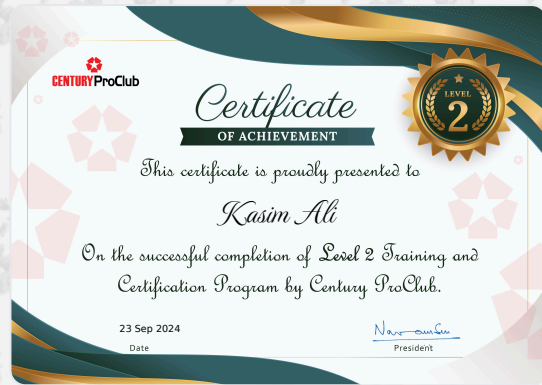 CENTURY ProClub
LEVEL
2
Certificate
OF ACHIEVEMENT
This certificate is proudly presented to
Kasim Ali
On the successful completion of Level 2 Training and
Certification Program by Century ProClub.
23 Sep 2024
Date
President